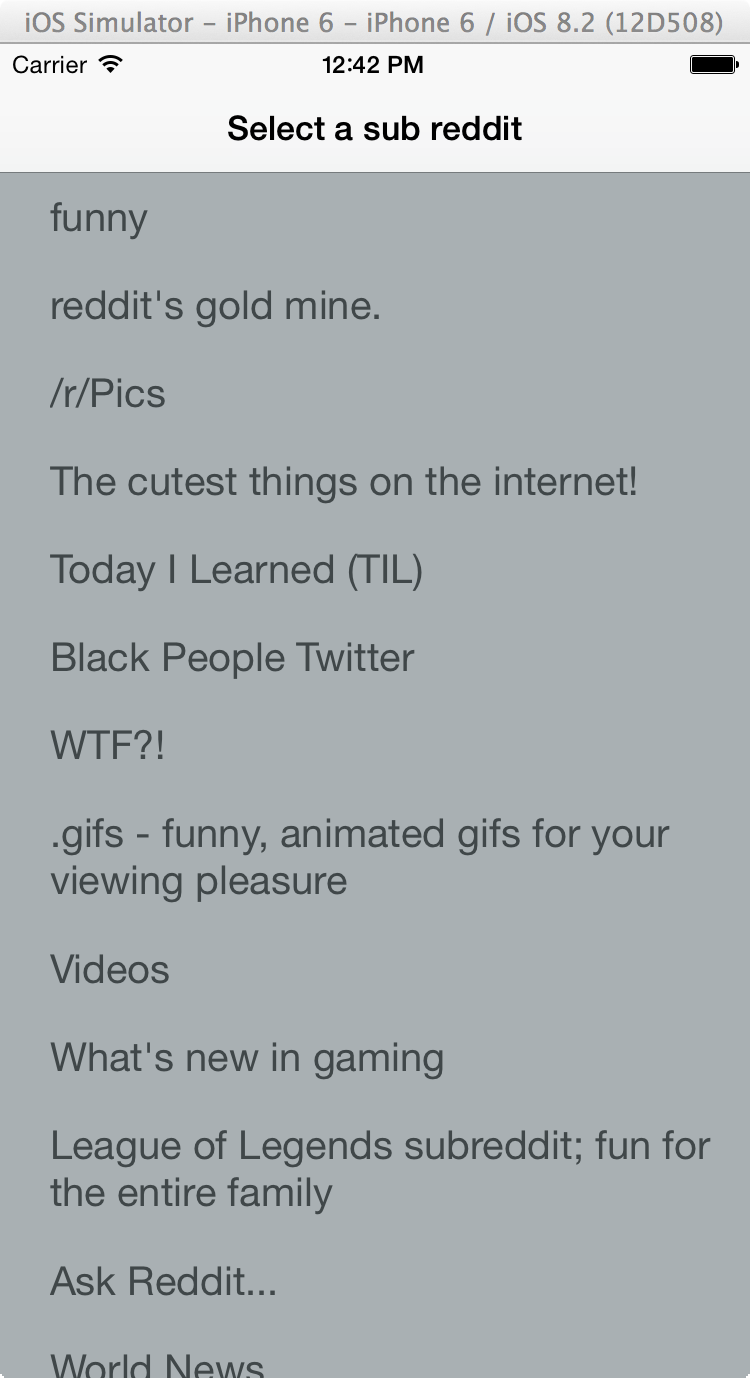 iOS Simulator – iPhone 6 – iPhone 6 / iOS 8.2 (12D508)
Carrier 12:42 PM
Select a sub reddit
funny
reddit's gold mine.
/r/Pics
The cutest things on the internet!
Today I Learned (TIL)
Black People Twitter
WTF?!
.gifs - funny, animated gifs for your
viewing pleasure
Videos
What's new in gaming
League of Legends subreddit; fun for
the entire family
Ask Reddit...
World News